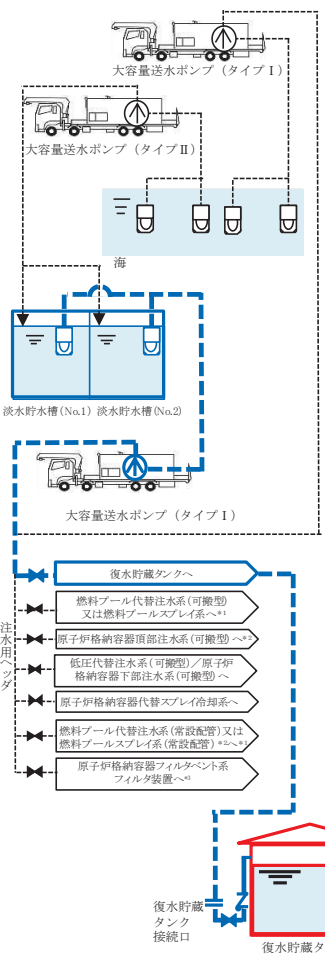 大容量送水ポンプ（タイプⅠ）
大容量送水ポンプ（タイプⅡ）
海
淡水貯水槽(No.1) 淡水貯水槽(No.2)
大容量送水ポンプ（タイプⅠ）
注水用ヘッダ
復水貯蔵タンクへ
燃料プール代替注水系(可搬型)
又は燃料プールスプレイ系へ*1
原子炉格納容器頂部注水系(可搬型)へ*2
低圧代替注水系(可搬型)／原子炉
格納容器下部注水系(可搬型)へ
原子炉格納容器代替スプレイ冷却系へ
燃料プール代替注水系(常設配管)又は
燃料プールスプレイ系(常設配管)*2へ*1
原子炉格納容器フィルタベント系
フィルタ装置へ*3
復水貯蔵
タンク
接続口
復水貯蔵タ